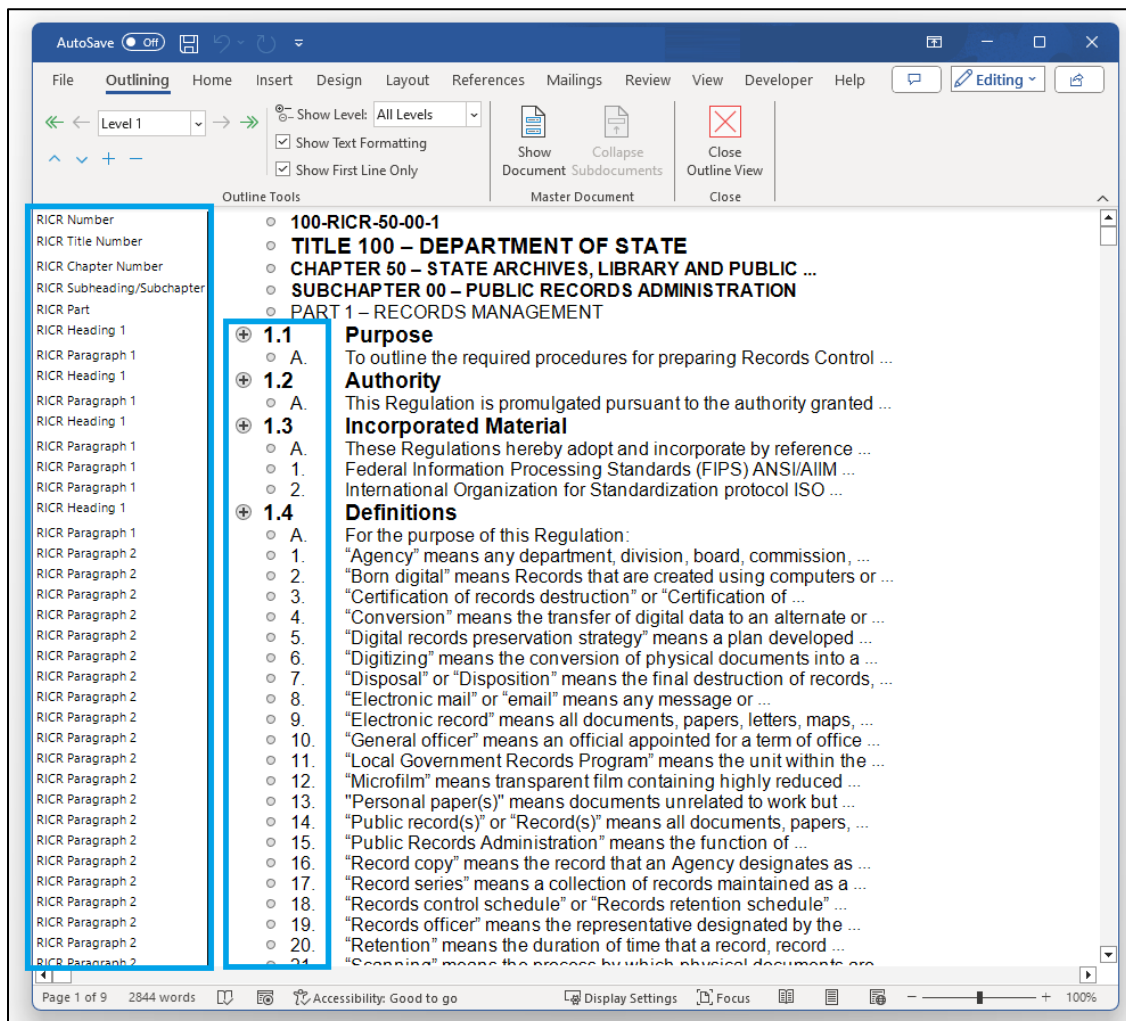 AutoSave Off
File Outlining Home Insert Design Layout References Mailings Review View Developer Help Editing
Level 1
Show Level: All Levels
Show Text Formatting
Show First Line Only
Show Document
Collapse Subdocuments
Close Outline View
Outline Tools Master Document Close
RICR Number 100-RICR-50-00-1
RICR Title Number TITLE 100 – DEPARTMENT OF STATE
RICR Chapter Number CHAPTER 50 – STATE ARCHIVES, LIBRARY AND PUBLIC ...
RICR Subheading/Subchapter SUBCHAPTER 00 – PUBLIC RECORDS ADMINISTRATION
RICR Part PART 1 – RECORDS MANAGEMENT
RICR Heading 1 1.1 Purpose
RICR Paragraph 1 A. To outline the required procedures for preparing Records Control ...
RICR Heading 1 1.2 Authority
RICR Paragraph 1 A. This Regulation is promulgated pursuant to the authority granted ...
RICR Heading 1 1.3 Incorporated Material
RICR Paragraph 1 A. These Regulations hereby adopt and incorporate by reference ...
RICR Paragraph 1 1. Federal Information Processing Standards (FIPS) ANSI/AIIM ...
RICR Paragraph 1 2. International Organization for Standardization protocol ISO ...
RICR Heading 1 1.4 Definitions
RICR Paragraph 1 A. For the purpose of this Regulation:
RICR Paragraph 2 1. “Agency” means any department, division, board, commission, ...
RICR Paragraph 2 2. “Born digital” means Records that are created using computers or ...
RICR Paragraph 2 3. “Certification of records destruction” or “Certification of ...
RICR Paragraph 2 4. “Conversion” means the transfer of digital data to an alternate or ...
RICR Paragraph 2 5. “Digital records preservation strategy” means a plan developed ...
RICR Paragraph 2 6. “Digitizing” means the conversion of physical documents into a ...
RICR Paragraph 2 7. “Disposal” or “Disposition” means the final destruction of records, ...
RICR Paragraph 2 8. “Electronic mail” or “email” means any message or ...
RICR Paragraph 2 9. “Electronic record” means all documents, papers, letters, maps, ...
RICR Paragraph 2 10. “General officer” means an official appointed for a term of office ...
RICR Paragraph 2 11. “Local Government Records Program” means the unit within the ...
RICR Paragraph 2 12. “Microfilm” means transparent film containing highly reduced ...
RICR Paragraph 2 13. "Personal paper(s)" means documents unrelated to work but ...
RICR Paragraph 2 14. “Public record(s)” or “Record(s)” means all documents, papers, ...
RICR Paragraph 2 15. “Public Records Administration” means the function of ...
RICR Paragraph 2 16. “Record copy” means the record that an Agency designates as ...
RICR Paragraph 2 17. “Record series” means a collection of records maintained as a ...
RICR Paragraph 2 18. “Records control schedule” or “Records retention schedule” ...
RICR Paragraph 2 19. “Records officer” means the representative designated by the ...
RICR Paragraph 2 20. “Retention” means the duration of time that a record, record ...
RICR Paragraph 2 21. “Scanning” means the process by which physical documents are
Page 1 of 9 2844 words Accessibility: Good to go Display Settings Focus 100%